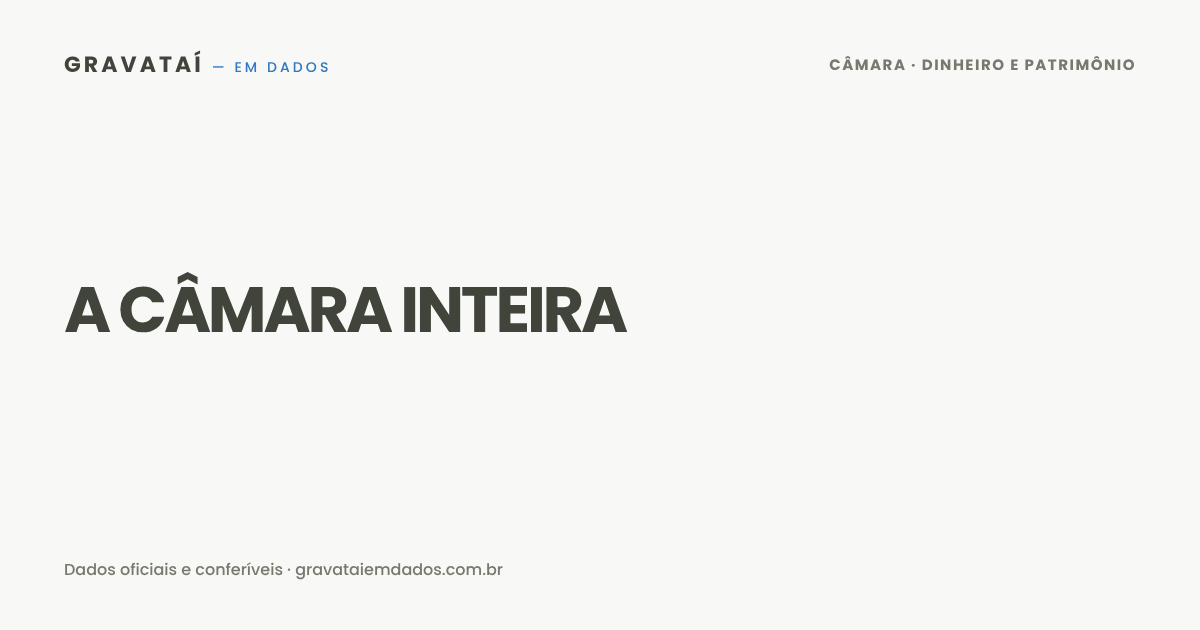 GRAVATAÍ — EM DADOS
CÂMARA · DINHEIRO E PATRIMÔNIO
A CÂMARA INTEIRA
Dados oficiais e conferíveis · gravataiemdados.com.br